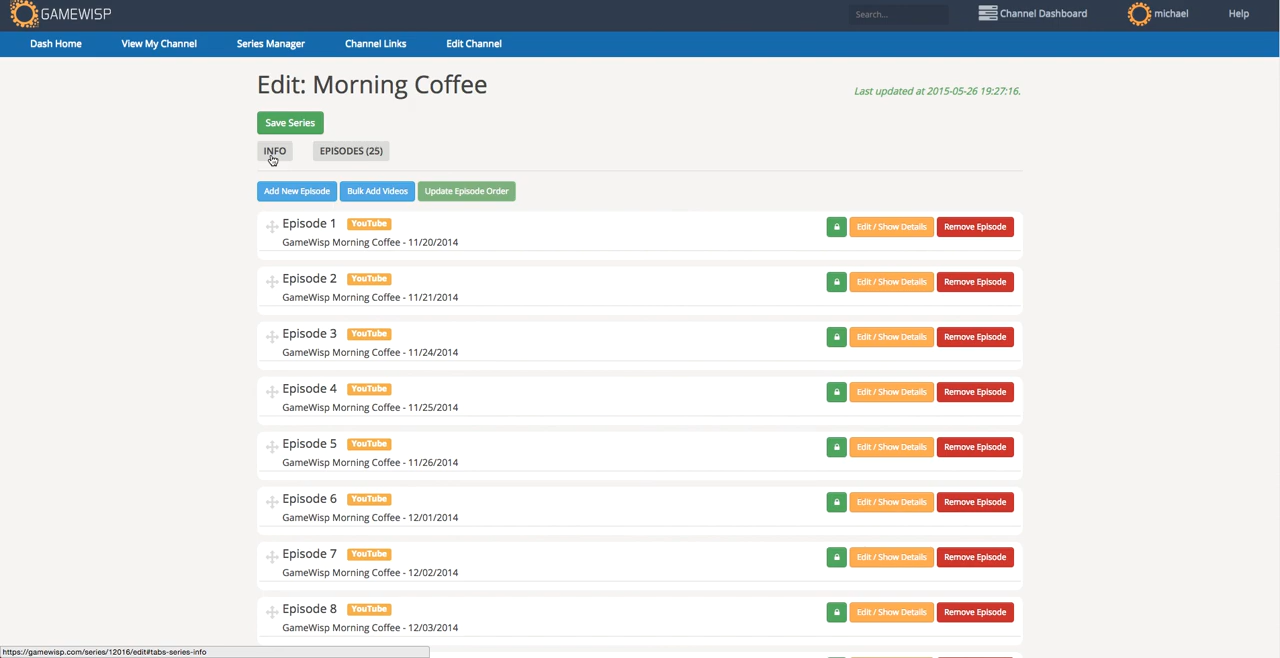 GAMEWISP
Search...
Channel Dashboard
michael
Help
Dash Home
View My Channel
Series Manager
Channel Links
Edit Channel
Edit: Morning Coffee
Last updated at 2015-05-26 19:27:16.
Save Series
INFO
EPISODES (25)
Add New Episode
Bulk Add Videos
Update Episode Order
Episode 1 YouTube
Edit / Show Details
Remove Episode
GameWisp Morning Coffee - 11/20/2014
Episode 2 YouTube
Edit / Show Details
Remove Episode
GameWisp Morning Coffee - 11/21/2014
Episode 3 YouTube
Edit / Show Details
Remove Episode
GameWisp Morning Coffee - 11/24/2014
Episode 4 YouTube
Edit / Show Details
Remove Episode
GameWisp Morning Coffee - 11/25/2014
Episode 5 YouTube
Edit / Show Details
Remove Episode
GameWisp Morning Coffee - 11/26/2014
Episode 6 YouTube
Edit / Show Details
Remove Episode
GameWisp Morning Coffee - 12/01/2014
Episode 7 YouTube
Edit / Show Details
Remove Episode
GameWisp Morning Coffee - 12/02/2014
Episode 8 YouTube
Edit / Show Details
Remove Episode
GameWisp Morning Coffee - 12/03/2014
https://gamewisp.com/series/12016/edit#tabs-series-info